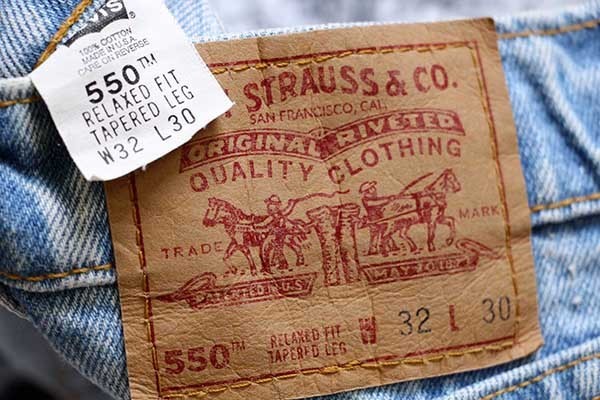 100% COTTON
MADE IN U.S.A.
CARE ON REVERSE
550™
RELAXED FIT
TAPERED LEG
W32 L30
STRAUSS & CO.
SAN FRANCISCO, CAL.
ORIGINAL RIVETED
QUALITY CLOTHING
TRADE MARK
550™
RELAXED FIT
TAPERED LEG
W 32 L 30